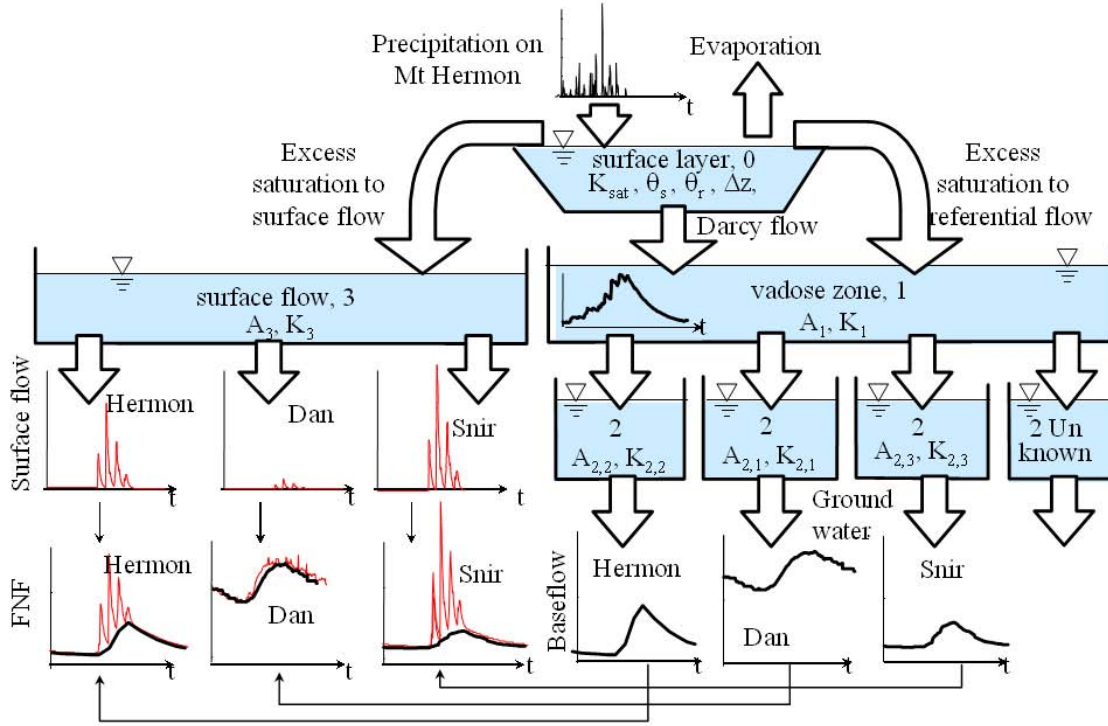 Precipitation on
Mt Hermon
t
Evaporation
Excess
saturation to
surface flow
surface layer, 0
Ksat , θs , θr , Δz,
Darcy flow
Excess
saturation to
referential flow
surface flow, 3
A3, K3
t
vadose zone, 1
A1, K1
Surface flow
Hermon
t
Dan
t
Snir
t
2
A2,2, K2,2
2
A2,1, K2,1
2
A2,3, K2,3
2 Un
known
Ground
water
FNF
Hermon
t
Dan
t
Snir
t
Baseflow
Hermon
t
Dan
t
Snir
t